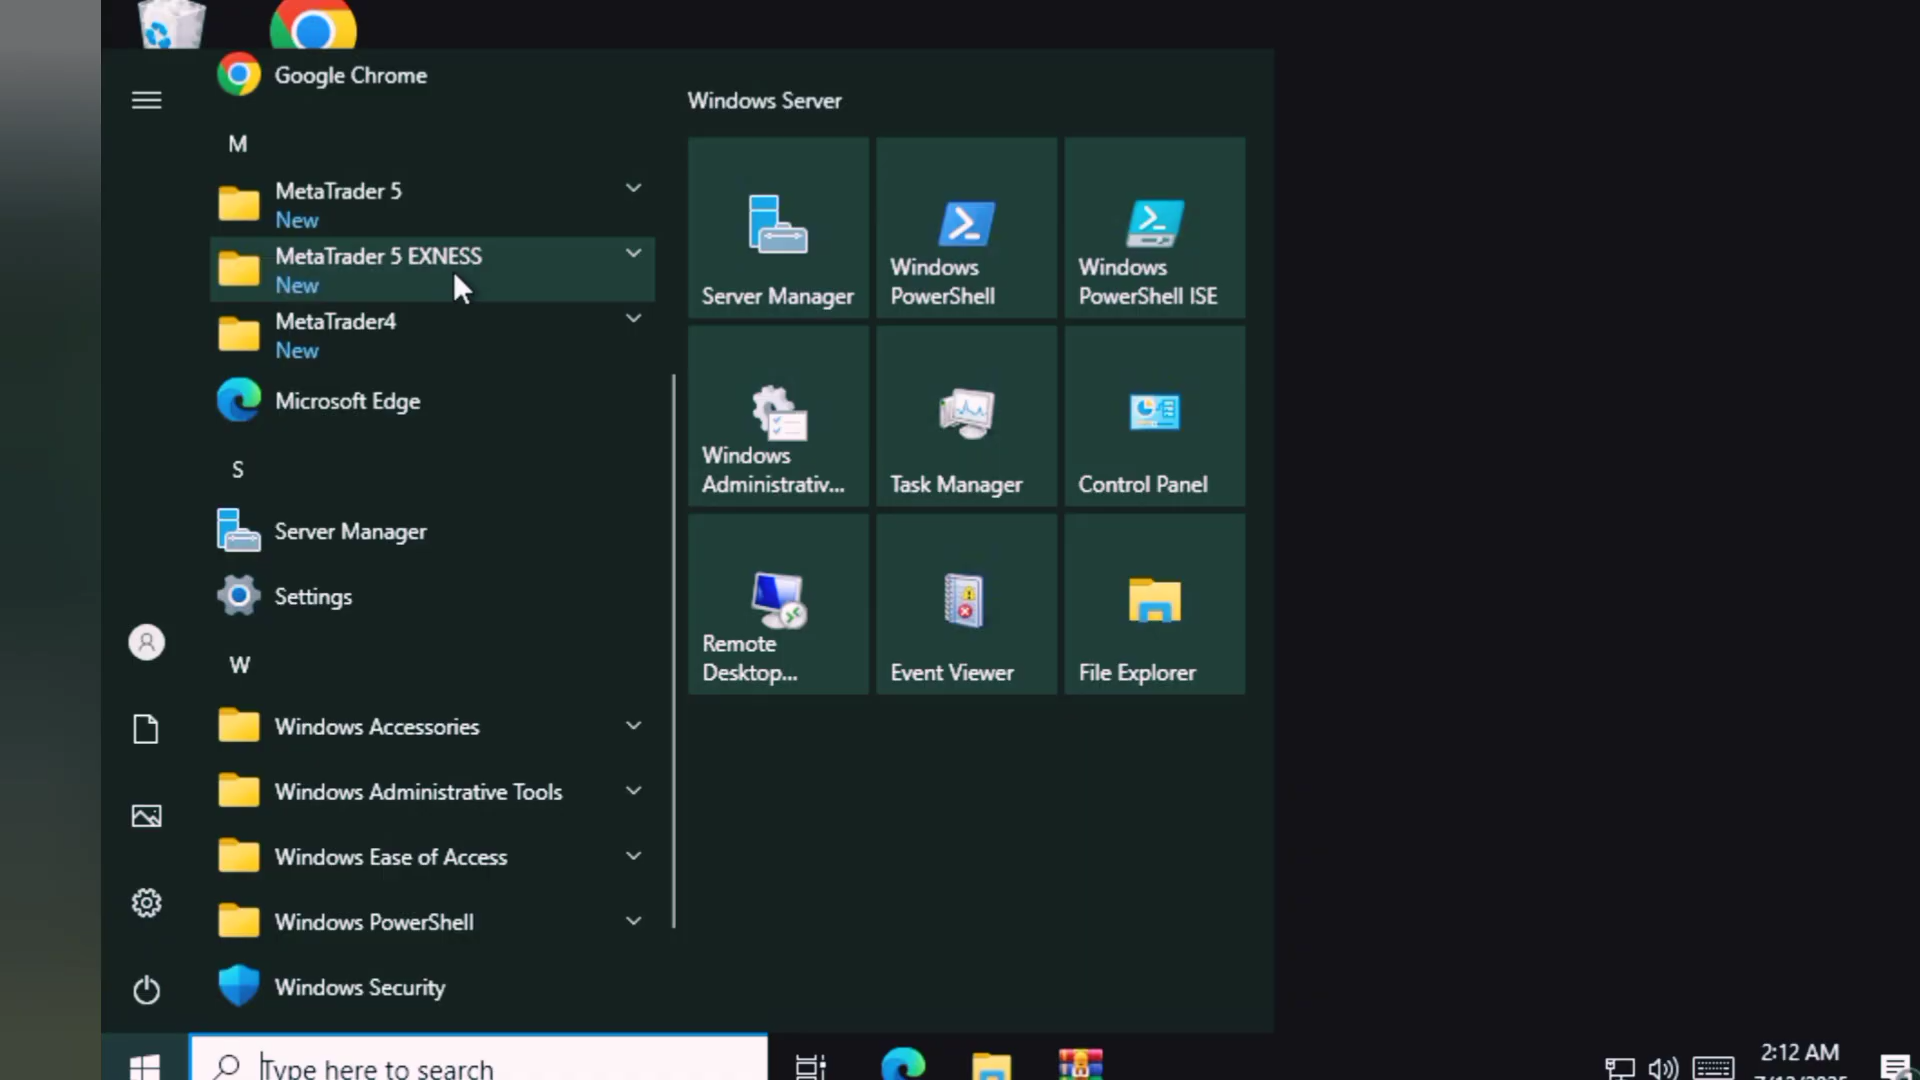 Google Chrome
M
MetaTrader 5
New
MetaTrader 5 EXNESS
New
MetaTrader4
New
Microsoft Edge
S
Server Manager
Settings
W
Windows Accessories
Windows Administrative Tools
Windows Ease of Access
Windows PowerShell
Windows Security
Windows Server
Server Manager
Windows
PowerShell
Windows
PowerShell ISE
Windows
Administrativ...
Task Manager
Control Panel
Remote
Desktop...
Event Viewer
File Explorer
Type here to search
2:12 AM